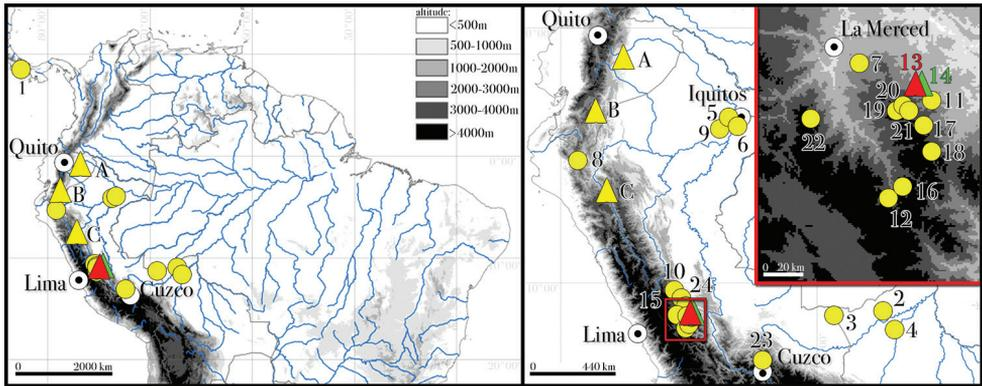 altitude:
<500m
500-1000m
1000-2000m
2000-3000m
3000-4000m
>4000m
1
Quito
A
B
C
Lima
Cuzco
0°00'
0 2000 km
Quito
A
B
Iquitos
5
9
6
8
C
10
24
15
Lima
2
3
4
23
Cuzco
0 440 km
La Merced
7
13
14
20
11
19
21
17
22
18
16
12
0 20 km